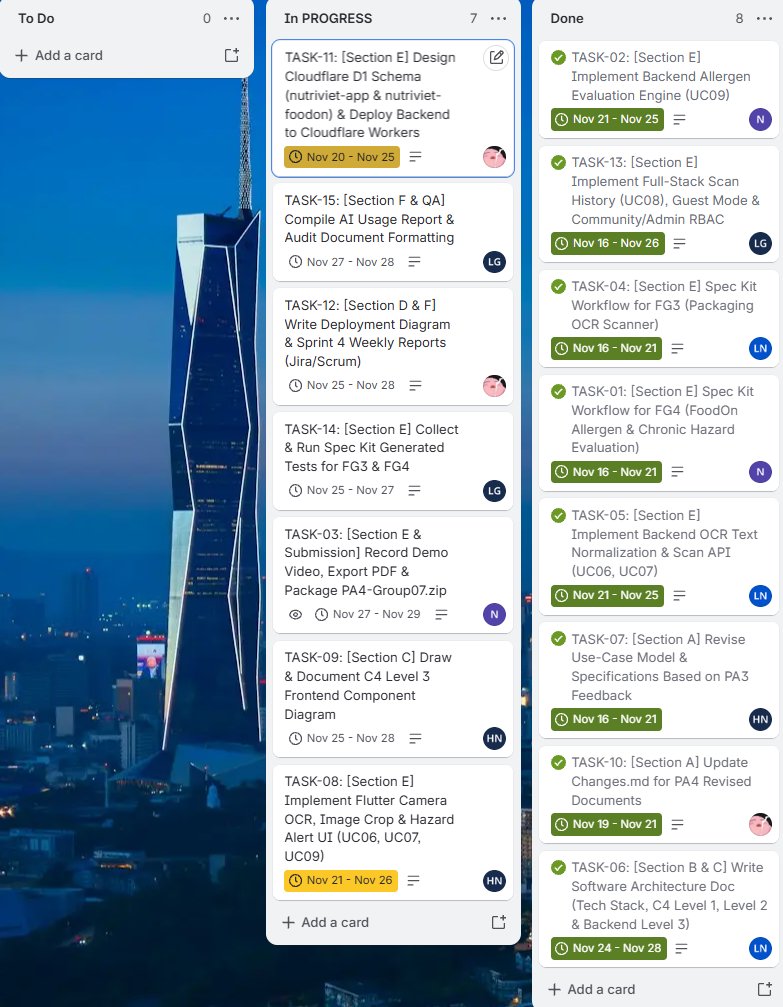 To Do 0
Add a card
In PROGRESS 7
TASK-11: [Section E] Design
Cloudflare D1 Schema
(nutriviet-app & nutriviet-
foodon) & Deploy Backend
to Cloudflare Workers
Nov 20 - Nov 25
TASK-15: [Section F & QA]
Compile AI Usage Report &
Audit Document Formatting
Nov 27 - Nov 28 LG
TASK-12: [Section D & F]
Write Deployment Diagram
& Sprint 4 Weekly Reports
(Jira/Scrum)
Nov 25 - Nov 28
TASK-14: [Section E] Collect
& Run Spec Kit Generated
Tests for FG3 & FG4
Nov 25 - Nov 27 LG
TASK-03: [Section E &
Submission] Record Demo
Video, Export PDF &
Package PA4-Group07.zip
Nov 27 - Nov 29 N
TASK-09: [Section C] Draw
& Document C4 Level 3
Frontend Component
Diagram
Nov 25 - Nov 28 HN
TASK-08: [Section E]
Implement Flutter Camera
OCR, Image Crop & Hazard
Alert UI (UC06, UC07,
UC09)
Nov 21 - Nov 26 HN
Add a card
Done 8
TASK-02: [Section E]
Implement Backend Allergen
Evaluation Engine (UC09)
Nov 21 - Nov 25 N
TASK-13: [Section E]
Implement Full-Stack Scan
History (UC08), Guest Mode &
Community/Admin RBAC
Nov 16 - Nov 26 LG
TASK-04: [Section E] Spec Kit
Workflow for FG3 (Packaging
OCR Scanner)
Nov 16 - Nov 21 LN
TASK-01: [Section E] Spec Kit
Workflow for FG4 (FoodOn
Allergen & Chronic Hazard
Evaluation)
Nov 16 - Nov 21 N
TASK-05: [Section E]
Implement Backend OCR Text
Normalization & Scan API
(UC06, UC07)
Nov 21 - Nov 25 LN
TASK-07: [Section A] Revise
Use-Case Model &
Specifications Based on PA3
Feedback
Nov 16 - Nov 21 HN
TASK-10: [Section A] Update
Changes.md for PA4 Revised
Documents
Nov 19 - Nov 21
TASK-06: [Section B & C] Write
Software Architecture Doc
(Tech Stack, C4 Level 1, Level 2
& Backend Level 3)
Nov 24 - Nov 28 LN
Add a card